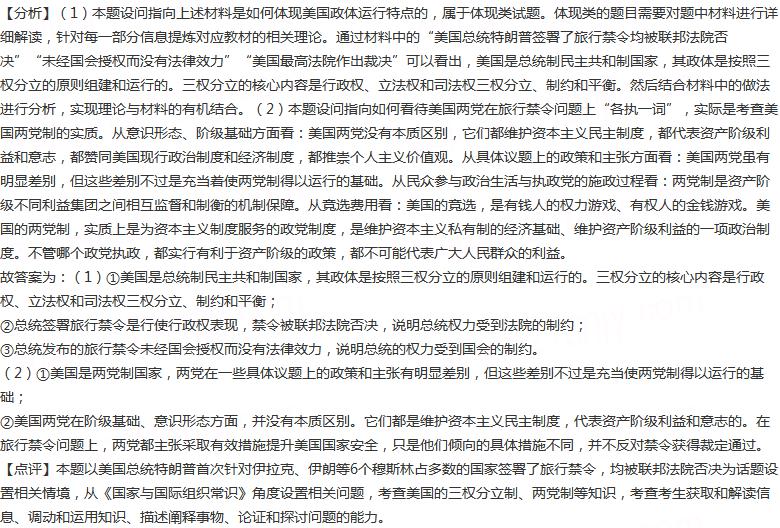 【分析】（1）本题设问指向上述材料是如何体现美国政体运行特点的，属于体现类试题。体现类的题目需要对题中材料进行详
细解读，针对每一部分信息提炼对应教材的相关理论。通过材料中的“美国总统特朗普签署了旅行禁令均被联邦法院否
决”“未经国会授权而没有法律效力”“美国最高法院作出裁决”可以看出，美国是总统制民主共和制国家，其政体是按照三
权分立的原则组建和运行的。三权分立的核心内容是行政权、立法权和司法权三权分立、制约和平衡。然后结合材料中的做法
进行分析，实现理论与材料的有机结合。（2）本题设问指向如何看待美国两党在旅行禁令问题上“各执一词”，实际是考查美
国两党制的实质。从意识形态、阶级基础方面看：美国两党没有本质区别，它们都维护资本主义民主制度，都代表资产阶级利
益和意志，都赞同美国现行政治制度和经济制度，都推崇个人主义价值观。从具体议题上的政策和主张方面看：美国两党虽有
明显差别，但这些差别不过是充当着使两党制得以运行的基础。从民众参与政治生活与执政党的施政过程看：两党制是资产阶
级不同利益集团之间相互监督和制衡的机制保障。从竞选费用看：美国的竞选，是有钱人的权力游戏、有权人的金钱游戏。美
国的两党制，实质上是为资本主义制度服务的政党制度，是维护资本主义私有制的经济基础、维护资产阶级利益的一项政治制
度。不管哪个政党执政，都实行有利于资产阶级的政策，都不可能代表广大人民群众的利益。
故答案为：（1）①美国是总统制民主共和制国家，其政体是按照三权分立的原则组建和运行的。三权分立的核心内容是行政
权、立法权和司法权三权分立、制约和平衡；
②总统签署旅行禁令是行使行政权表现，禁令被联邦法院否决，说明总统权力受到法院的制约；
③总统发布的旅行禁令未经国会授权而没有法律效力，说明总统的权力受到国会的制约。
（2）①美国是两党制国家，两党在一些具体议题上的政策和主张有明显差别，但这些差别不过是充当使两党制得以运行的基
础；
②美国两党在阶级基础、意识形态方面，并没有本质区别。它们都是维护资本主义民主制度，代表资产阶级利益和意志的。在
旅行禁令问题上，两党都主张采取有效措施提升美国国家安全，只是他们倾向的具体措施不同，并不反对禁令获得裁定通过。
【点评】本题以美国总统特朗普首次针对伊拉克、伊朗等6个穆斯林占多数的国家签署了旅行禁令，均被联邦法院否决为话题设
置相关情境，从《国家与国际组织常识》角度设置相关问题，考查美国的三权分立制、两党制等知识，考查考生获取和解读信
息、调动和运用知识、描述阐释事物、论证和探讨问题的能力。